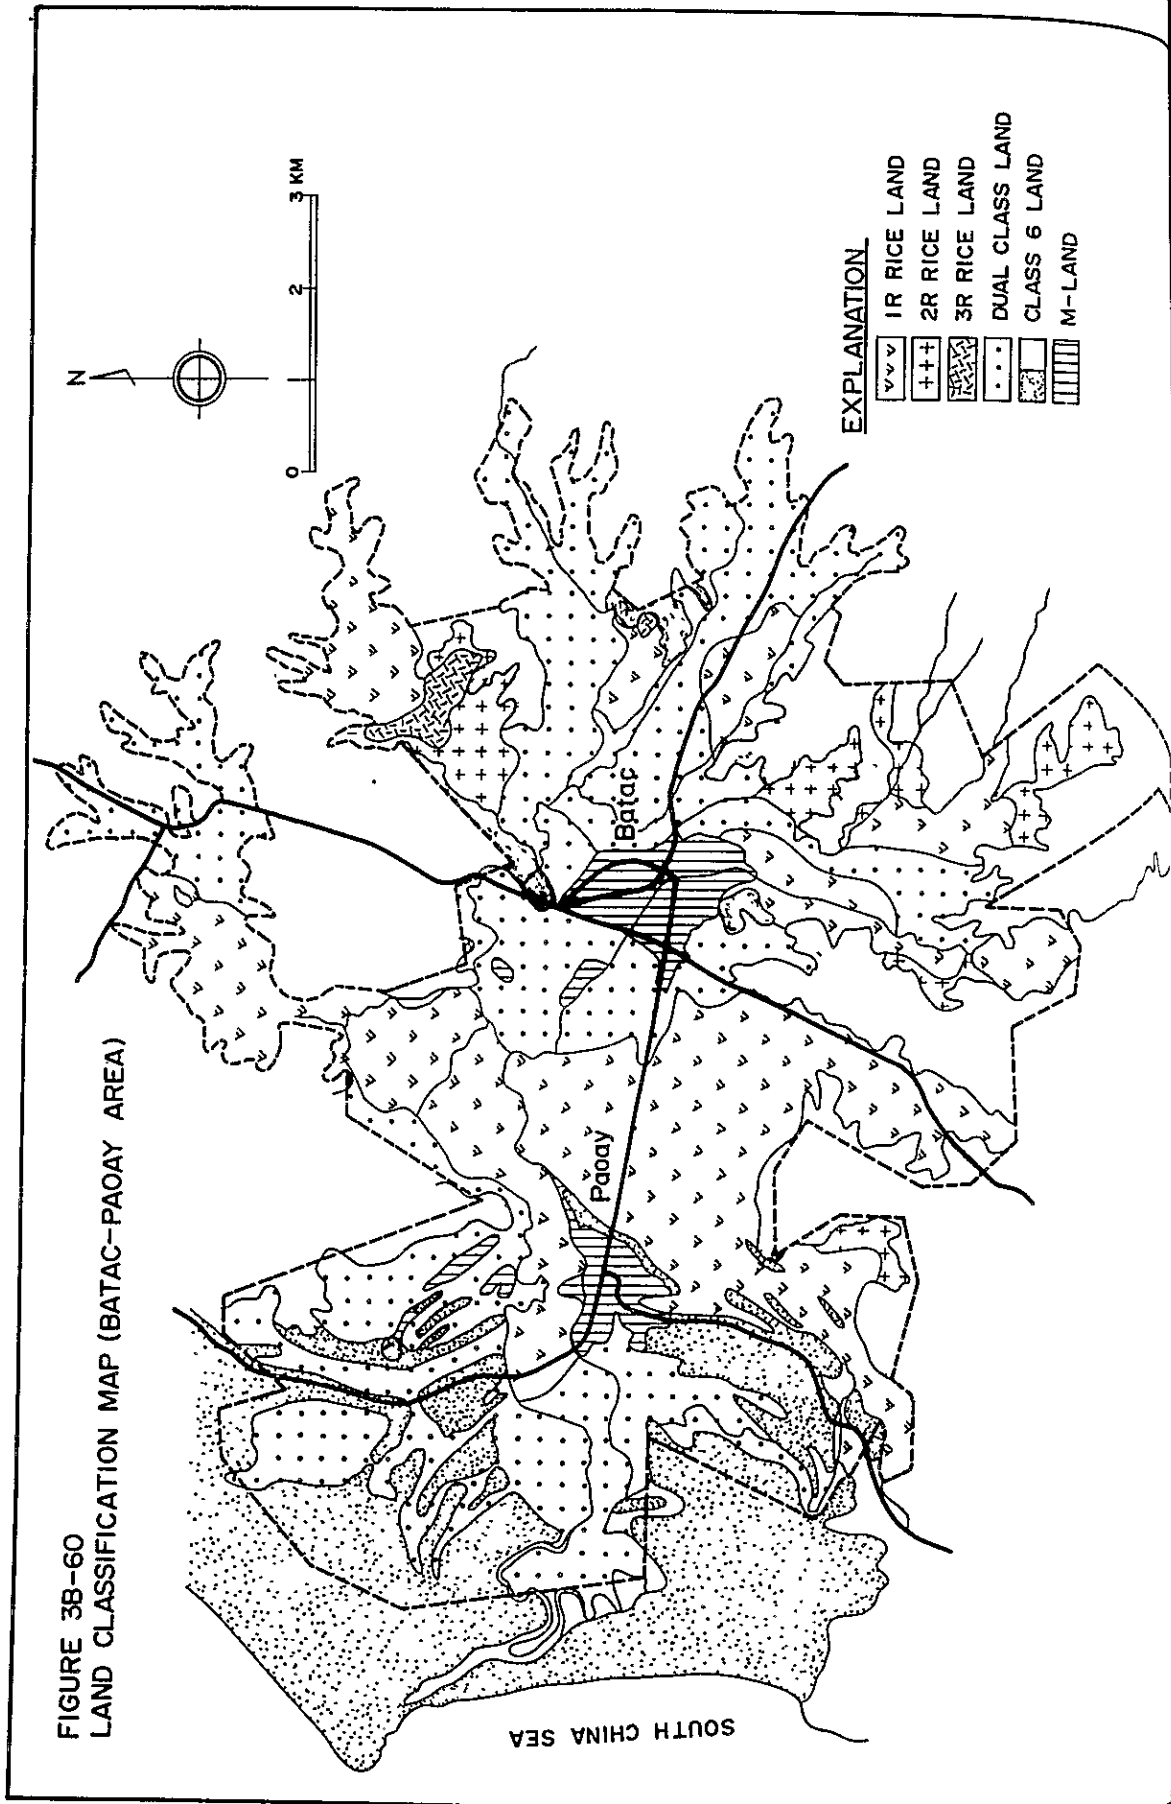 FIGURE 3B-60
LAND CLASSIFICATION MAP (BATAC-PAOAY AREA)
N
0 1 2 3 KM
Batac
Paoay
SOUTH CHINA SEA
EXPLANATION
1R RICE LAND
2R RICE LAND
3R RICE LAND
DUAL CLASS LAND
CLASS 6 LAND
M-LAND